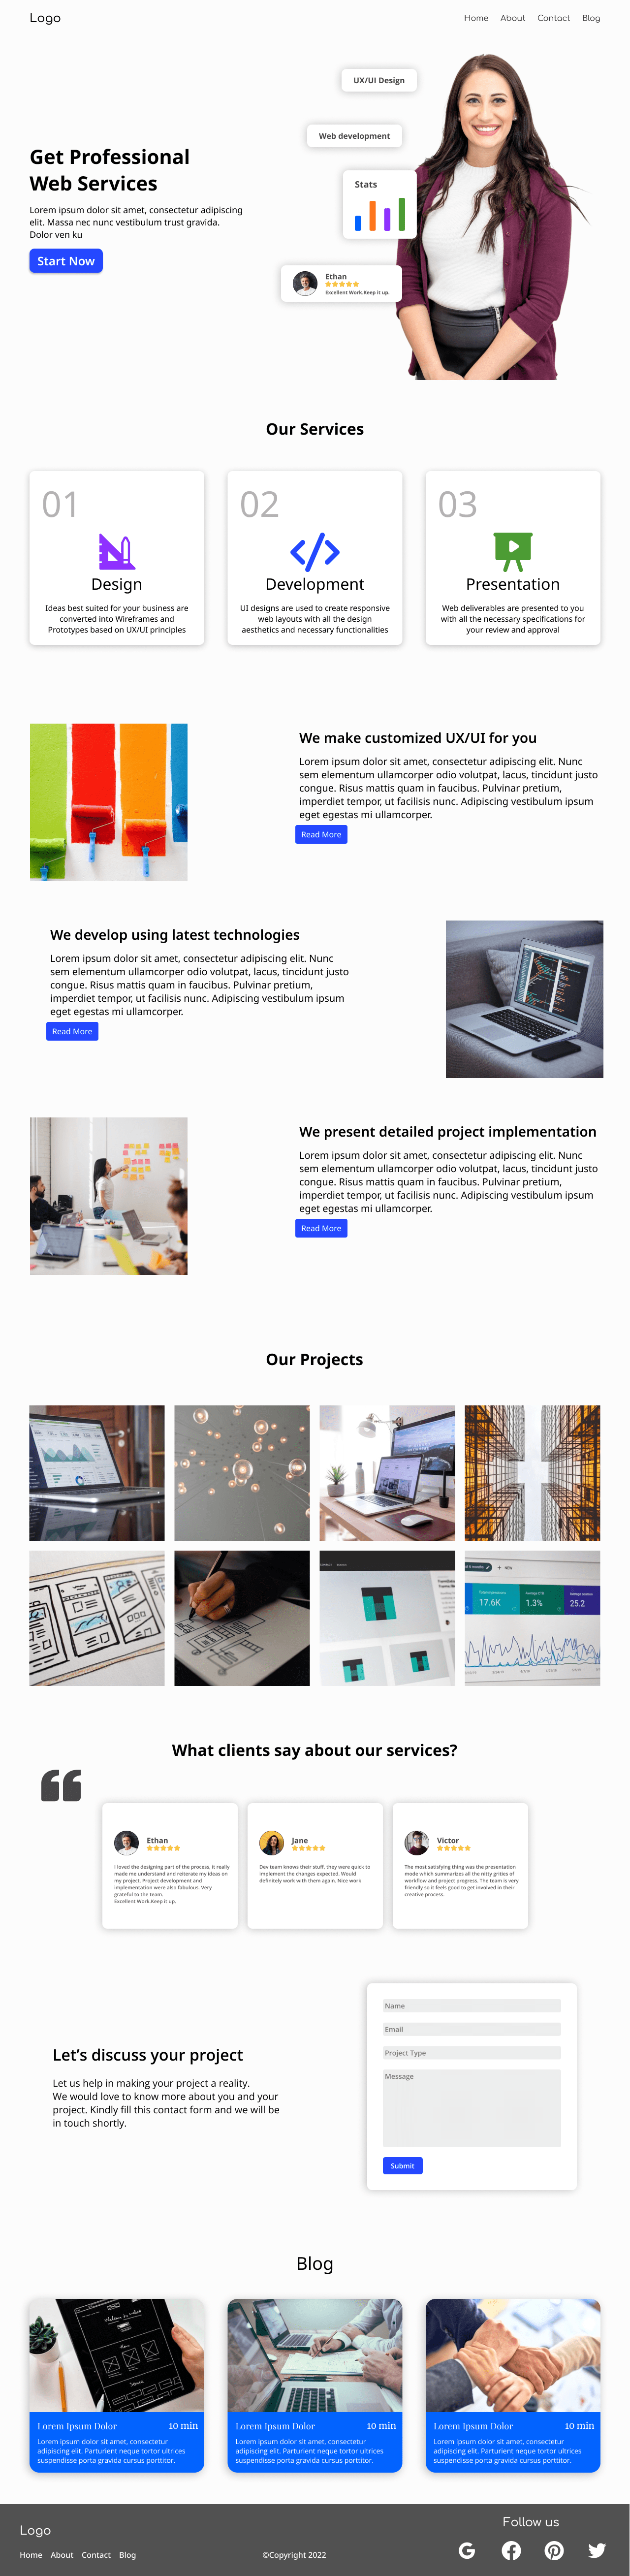 Logo
Home About Contact Blog
UX/UI Design
Web development
Get Professional
Web Services
Stats
Lorem ipsum dolor sit amet, consectetur adipiscing
elit. Massa nec nunc vestibulum trust gravida.
Dolor ven ku
Start Now
Ethan
Excellent Work.Keep it up.
Our Services
01
Design
Ideas best suited for your business are
converted into Wireframes and
Prototypes based on UX/UI principles
02
Development
UI designs are used to create responsive
web layouts with all the design
aesthetics and necessary functionalities
03
Presentation
Web deliverables are presented to you
with all the necessary specifications for
your review and approval
We make customized UX/UI for you
Lorem ipsum dolor sit amet, consectetur adipiscing elit. Nunc
sem elementum ullamcorper odio volutpat, lacus, tincidunt justo
congue. Risus mattis quam in faucibus. Pulvinar pretium,
imperdiet tempor, ut facilisis nunc. Adipiscing vestibulum ipsum
eget egestas mi ullamcorper.
Read More
We develop using latest technologies
Lorem ipsum dolor sit amet, consectetur adipiscing elit. Nunc
sem elementum ullamcorper odio volutpat, lacus, tincidunt justo
congue. Risus mattis quam in faucibus. Pulvinar pretium,
imperdiet tempor, ut facilisis nunc. Adipiscing vestibulum ipsum
eget egestas mi ullamcorper.
Read More
We present detailed project implementation
Lorem ipsum dolor sit amet, consectetur adipiscing elit. Nunc
sem elementum ullamcorper odio volutpat, lacus, tincidunt justo
congue. Risus mattis quam in faucibus. Pulvinar pretium,
imperdiet tempor, ut facilisis nunc. Adipiscing vestibulum ipsum
eget egestas mi ullamcorper.
Read More
Our Projects
NEW
17.6K 1.3% 25.2
What clients say about our services?
Ethan
I loved the designing part of the process, It really
made me understand and reiterate my ideas on
my project. Project development and
implementation were also fabulous. Very
grateful to the team.
Excellent Work.Keep it up.
Jane
Dev team knows their stuff, they were quick to
implement the changes expected. Would
definitely work with them again. Nice work
Victor
The most satisfying thing was the presentation
made which summarizes all the nitty grities of
workflow and project progress. The team is very
friendly so it feels good to get involved in their
creative process.
Let’s discuss your project
Let us help in making your project a reality.
We would love to know more about you and your
project. Kindly fill this contact form and we will be
in touch shortly.
Name
Email
Project Type
Message
Submit
Blog
Lorem Ipsum Dolor 10 min
Lorem ipsum dolor sit amet, consectetur
adipiscing elit. Parturient neque tortor ultrices
suspendisse porta gravida cursus porttitor.
Lorem Ipsum Dolor 10 min
Lorem ipsum dolor sit amet, consectetur
adipiscing elit. Parturient neque tortor ultrices
suspendisse porta gravida cursus porttitor.
Lorem Ipsum Dolor 10 min
Lorem ipsum dolor sit amet, consectetur
adipiscing elit. Parturient neque tortor ultrices
suspendisse porta gravida cursus porttitor.
Logo
Follow us
Home About Contact Blog
©Copyright 2022